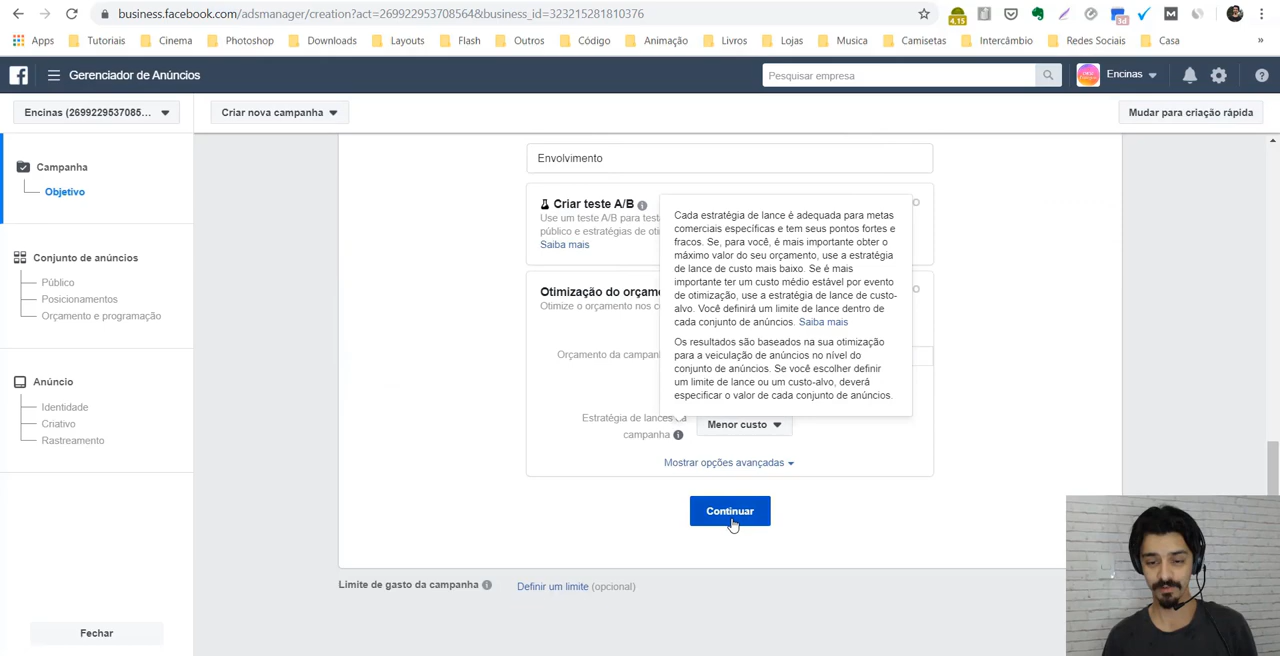 business.facebook.com/adsmanager/creation?act=269922953708564&business_id=323215281810376
4.15
3d
M
Apps
Tutoriais
Cinema
Photoshop
Downloads
Layouts
Flash
Outros
Código
Animação
Livros
Lojas
Musica
Camisetas
Intercâmbio
Redes Sociais
Casa
»
Gerenciador de Anúncios
Pesquisar empresa
Encinas
Encinas (2699229537085...
Criar nova campanha
Mudar para criação rápida
Campanha
Objetivo
Conjunto de anúncios
Público
Posicionamentos
Orçamento e programação
Anúncio
Identidade
Criativo
Rastreamento
Fechar
Envolvimento
Criar teste A/B
Use um teste A/B para test
público e estratégias de oti
Saiba mais
Otimização do orçam
Otimize o orçamento nos c
Orçamento da campan
Cada estratégia de lance é adequada para metas
comerciais específicas e tem seus pontos fortes e
fracos. Se, para você, é mais importante obter o
máximo valor do seu orçamento, use a estratégia
de lance de custo mais baixo. Se é mais
importante ter um custo médio estável por evento
de otimização, use a estratégia de lance de custo-
alvo. Você definirá um limite de lance dentro de
cada conjunto de anúncios. Saiba mais
Os resultados são baseados na sua otimização
para a veiculação de anúncios no nível do
conjunto de anúncios. Se você escolher definir
um limite de lance ou um custo-alvo, deverá
especificar o valor de cada conjunto de anúncios.
Estratégia de lances da
campanha
Menor custo
Mostrar opções avançadas
Continuar
Limite de gasto da campanha
Definir um limite (opcional)